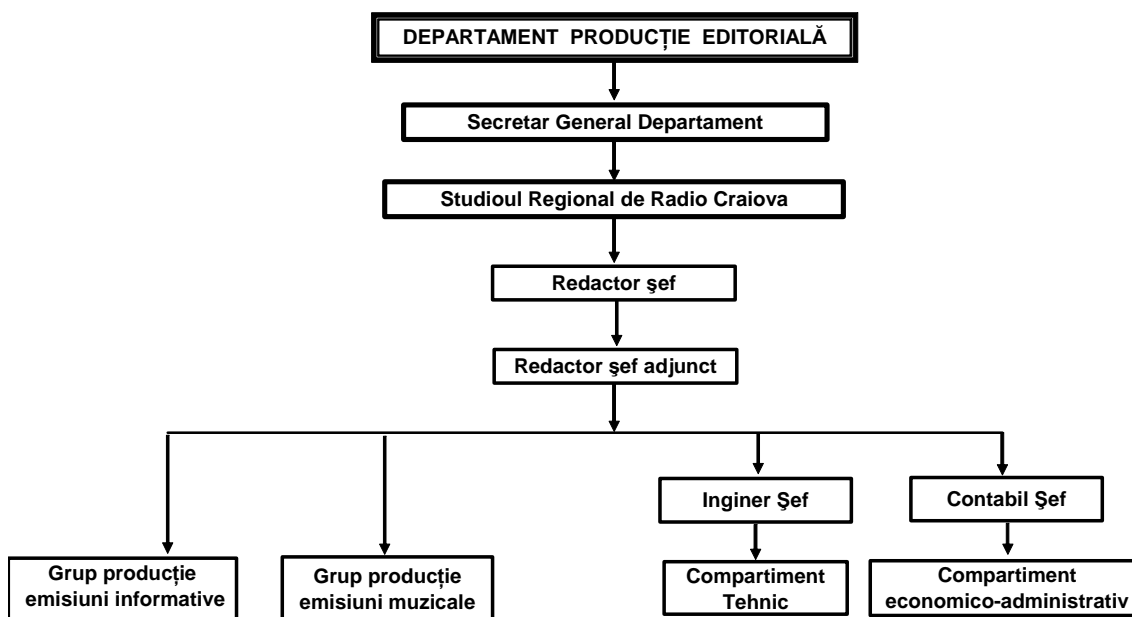 DEPARTAMENT PRODUCȚIE EDITORIALĂ
Secretar General Departament
Studioul Regional de Radio Craiova
Redactor şef
Redactor şef adjunct
Inginer Şef
Contabil Şef
Grup producție
emisiuni informative
Grup producție
emisiuni muzicale
Compartiment
Tehnic
Compartiment
economico-administrativ